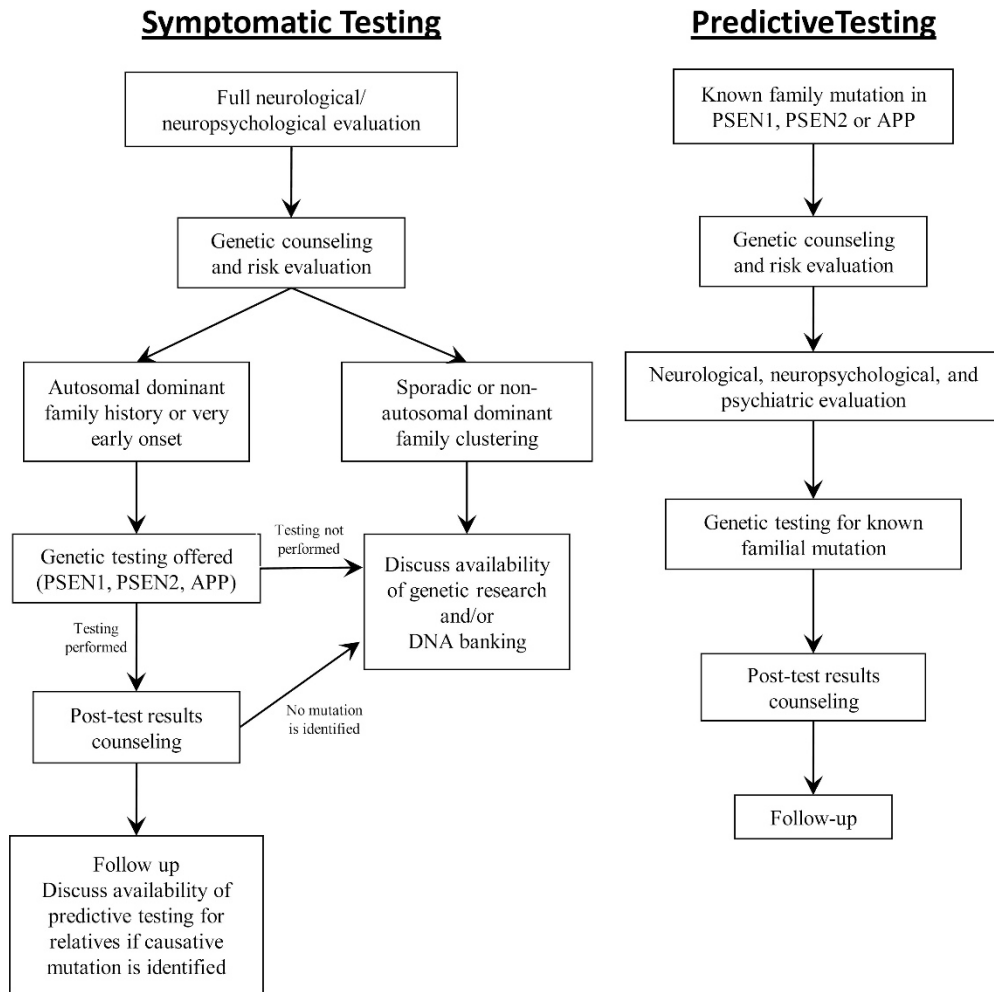 Symptomatic Testing
Full neurological/
neuropsychological evaluation
Genetic counseling
and risk evaluation
Autosomal dominant
family history or very
early onset
Sporadic or non-
autosomal dominant
family clustering
Genetic testing offered
(PSEN1, PSEN2, APP)
Testing not
performed
Discuss availability
of genetic research
and/or
DNA banking
Testing
performed
Post-test results
counseling
No mutation
is identified
Follow up
Discuss availability of
predictive testing for
relatives if causative
mutation is identified
PredictiveTesting
Known family mutation in
PSEN1, PSEN2 or APP
Genetic counseling
and risk evaluation
Neurological, neuropsychological, and
psychiatric evaluation
Genetic testing for known
familial mutation
Post-test results
counseling
Follow-up